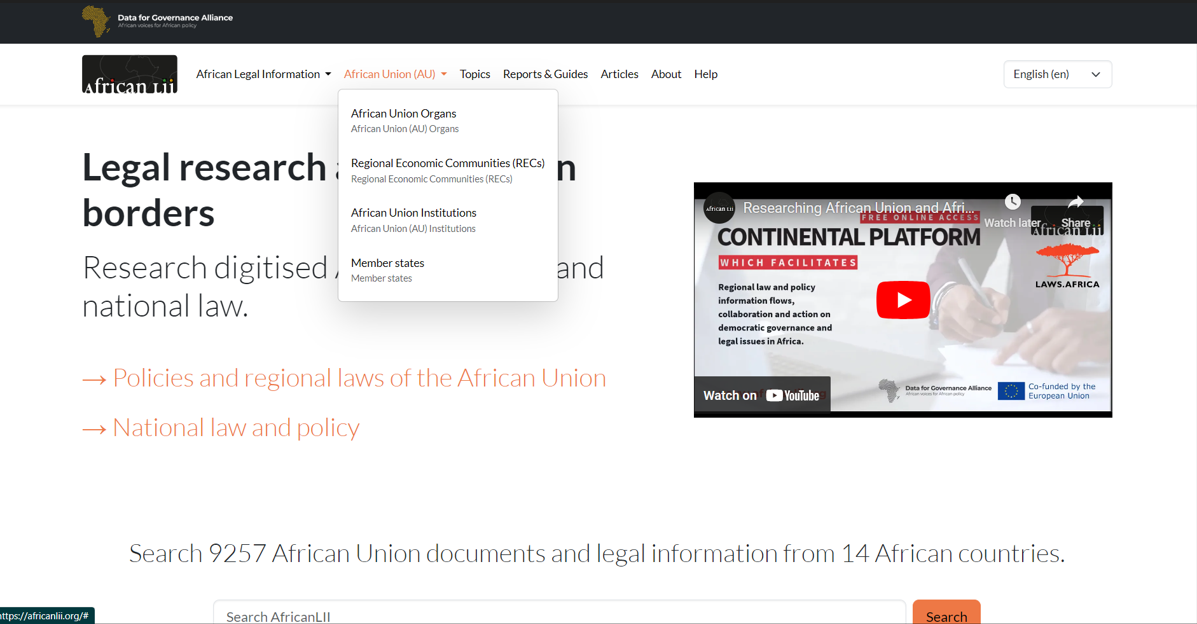 Data for Governance Alliance
African voices for African policy
African Lii
African Legal Information
African Union (AU)
Topics
Reports & Guides
Articles
About
Help
English (en)
African Union Organs
African Union (AU) Organs
Regional Economic Communities (RECs)
Regional Economic Communities (RECs)
African Union Institutions
African Union (AU) Institutions
Member states
Member states
Legal research
borders
Research digitised
and
national law.
→ Policies and regional laws of the African Union
→ National law and policy
African Lii
Researching African Union and Afri...
Watch later
Share
FREE ONLINE ACCESS
African Lii
CONTINENTAL PLATFORM
WHICH FACILITATES
LAWS.AFRICA
Regional law and policy
information flows,
collaboration and action on
democratic governance and
legal issues in Africa.
Watch on YouTube
Data for Governance Alliance
African voices for African policy
Co-funded by the
European Union
Search 9257 African Union documents and legal information from 14 African countries.
Search AfricanLII
Search
https://africanlii.org/#